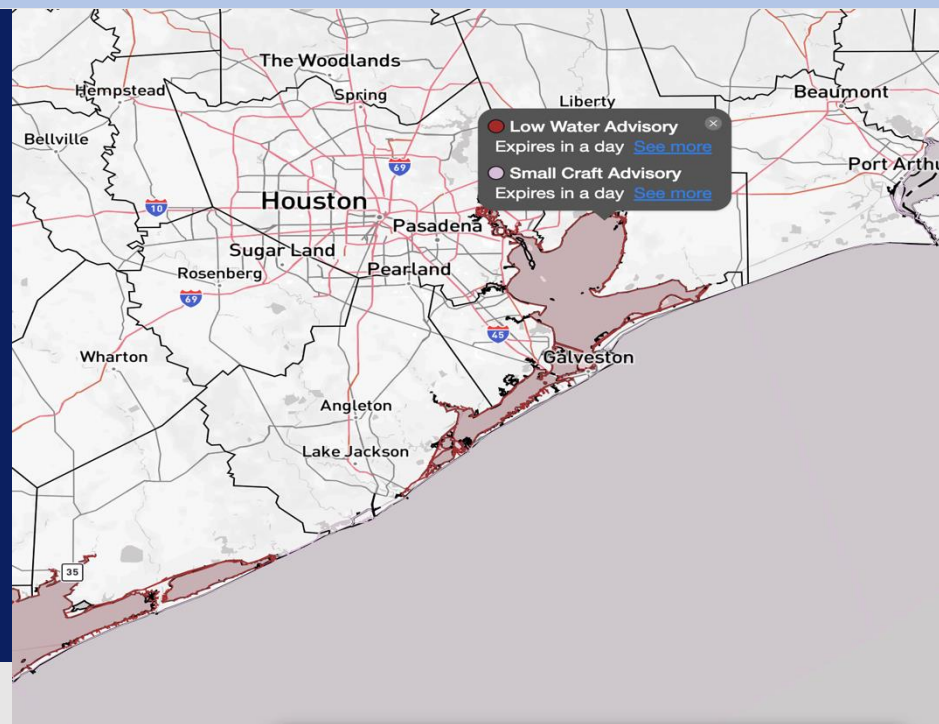 The Woodlands
Hempstead
Spring
Liberty
Beaumont
Bellville
Low Water Advisory
Expires in a day See more
Small Craft Advisory
Expires in a day See more
69
Port Arthu
10
Houston
Pasadena
Sugar Land
Rosenberg
Pearland
69
45
Wharton
Galveston
Angleton
Lake Jackson
35